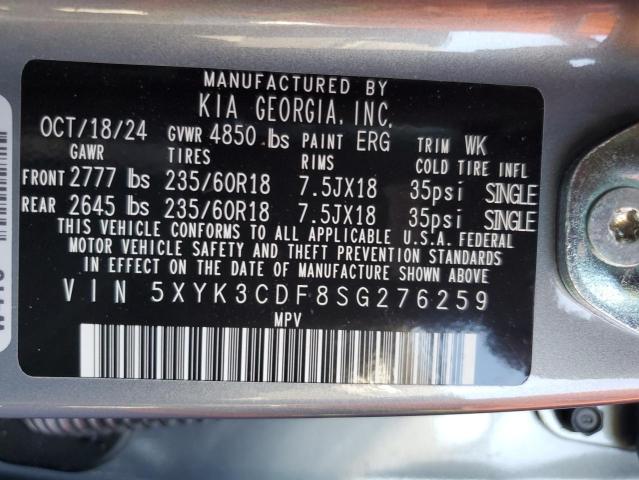 MANUFACTURED BY
KIA GEORGIA, INC.
OCT/18/24 GVWR 4850 lbs PAINT ERG TRIM WK
GAWR TIRES RIMS COLD TIRE INFL
FRONT 2777 lbs 235/60R18 7.5JX18 35psi SINGLE
REAR 2645 lbs 235/60R18 7.5JX18 35psi SINGLE
THIS VEHICLE CONFORMS TO ALL APPLICABLE U.S.A. FEDERAL
MOTOR VEHICLE SAFETY AND THEFT PREVENTION STANDARDS
IN EFFECT ON THE DATE OF MANUFACTURE SHOWN ABOVE.
VIN 5XYK3CDF8SG276259
MPV